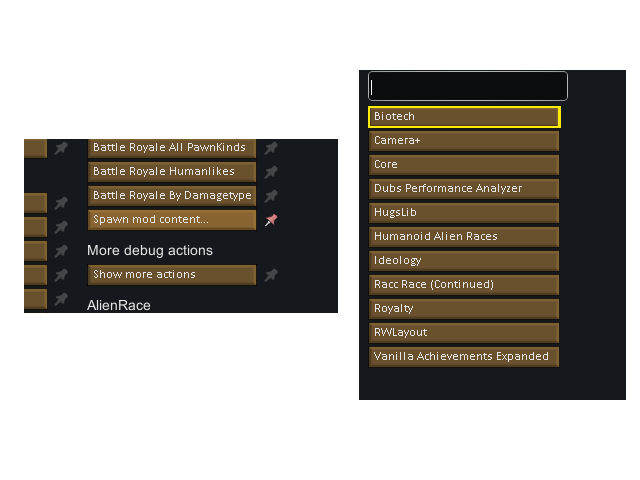 Battle Royale All PawnKinds
Battle Royale Humanlikes
Battle Royale By Damagetype
Spawn mod content...
More debug actions
Show more actions
AlienRace
Biotech
Camera+
Core
Dubs Performance Analyzer
HugsLib
Humanoid Alien Races
Ideology
Racc Race (Continued)
Royalty
RWLayout
Vanilla Achievements Expanded